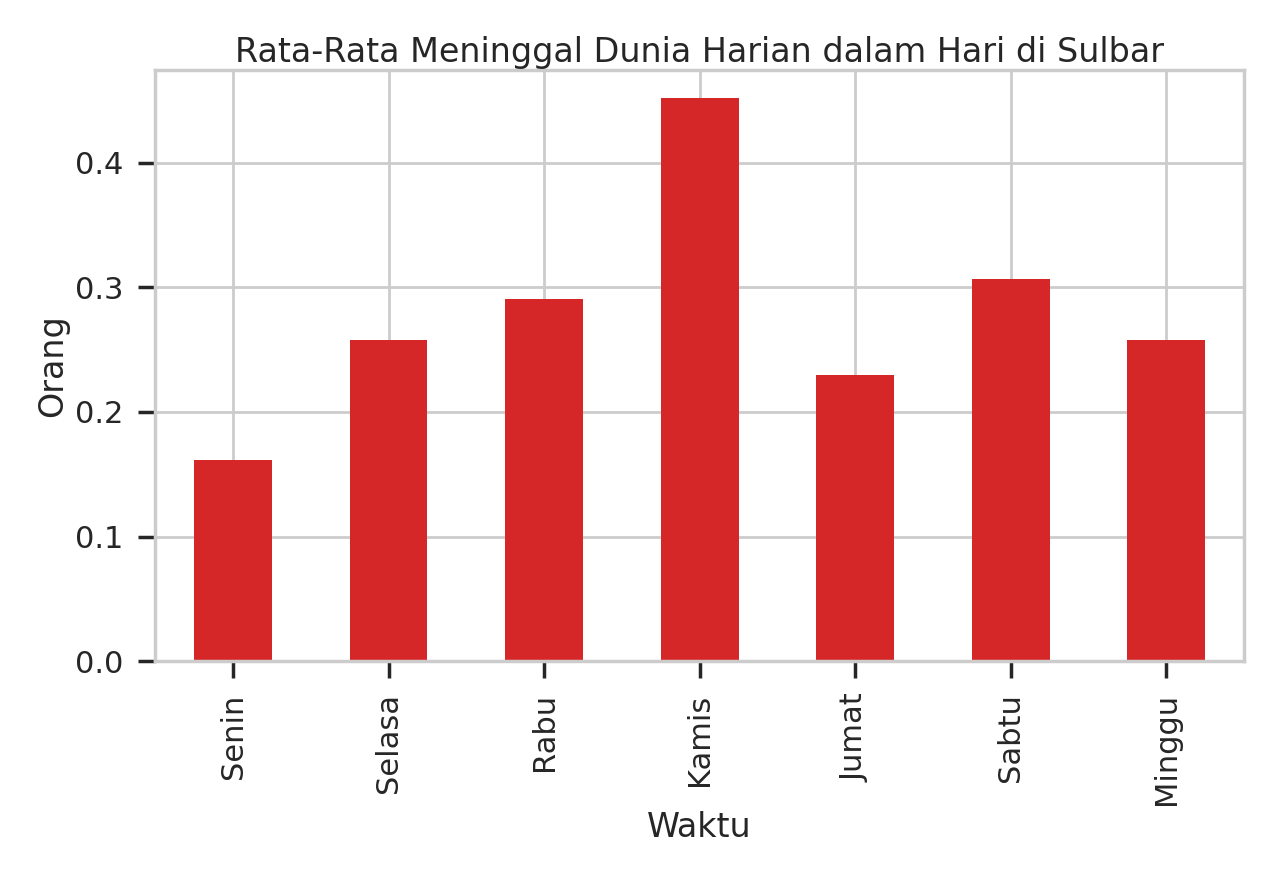 Rata-Rata Meninggal Dunia Harian dalam Hari di Sulbar
0.4
0.3
0.2
0.1
0.0
Orang
Senin
Selasa
Rabu
Kamis
Jumat
Sabtu
Minggu
Waktu